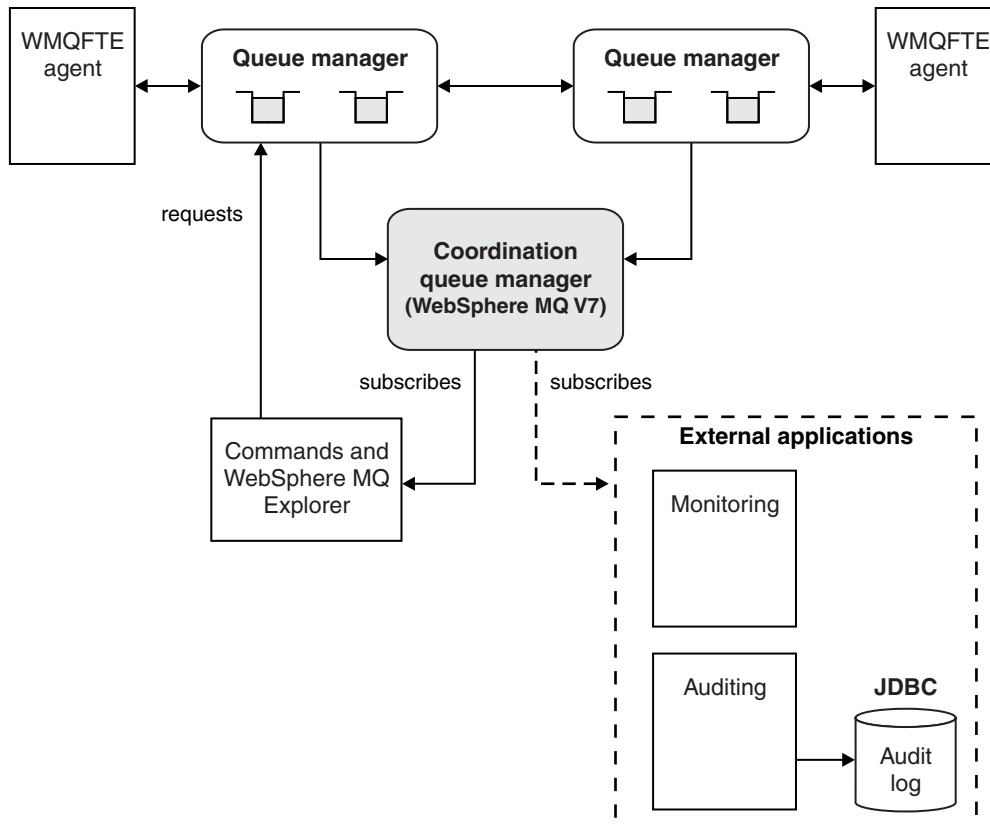 WMQFTE
agent
Queue manager
Queue manager
WMQFTE
agent
requests
Coordination
queue manager
(WebSphere MQ V7)
subscribes
subscribes
Commands and
WebSphere MQ
Explorer
External applications
Monitoring
Auditing
JDBC
Audit
log